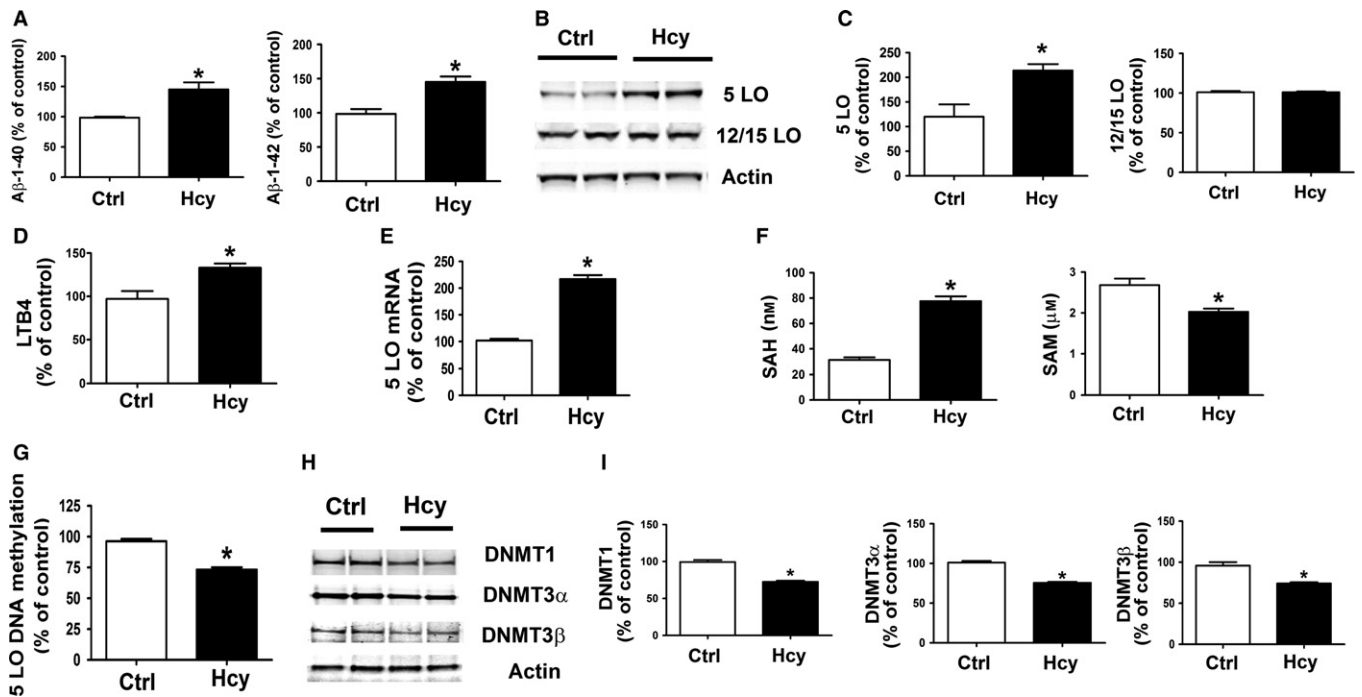 A
Aβ-1-40 (% of control)
200
150
100
50
0
*
Ctrl
Hcy
Aβ-1-42 (% of control)
200
150
100
50
0
*
Ctrl
Hcy
B
Ctrl
Hcy
5 LO
12/15 LO
Actin
C
5 LO
(% of control)
250
200
150
100
50
0
*
Ctrl
Hcy
12/15 LO
(% of control)
150
100
50
0
Ctrl
Hcy
D
LTB4
(% of control)
150
100
50
0
*
Ctrl
Hcy
E
5 LO mRNA
(% of control)
250
200
150
100
50
0
*
Ctrl
Hcy
F
SAH (nM)
100
80
60
40
20
0
*
Ctrl
Hcy
SAM (μM)
3
2
1
0
*
Ctrl
Hcy
G
5 LO DNA methylation
(% of control)
125
100
75
50
25
0
*
Ctrl
Hcy
H
Ctrl
Hcy
DNMT1
DNMT3α
DNMT3β
Actin
I
DNMT1
(% of control)
150
100
50
0
*
Ctrl
Hcy
DNMT3α
(% of control)
150
100
50
0
*
Ctrl
Hcy
DNMT3β
(% of control)
150
100
50
0
*
Ctrl
Hcy